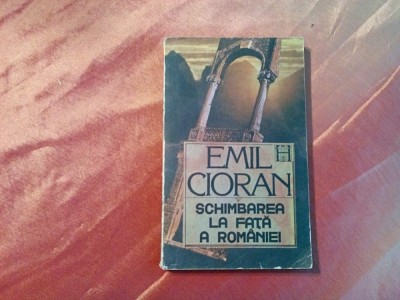 EMIL
CIORAN
SCHIMBAREA
LA FAȚĂ
A ROMÂNIEI